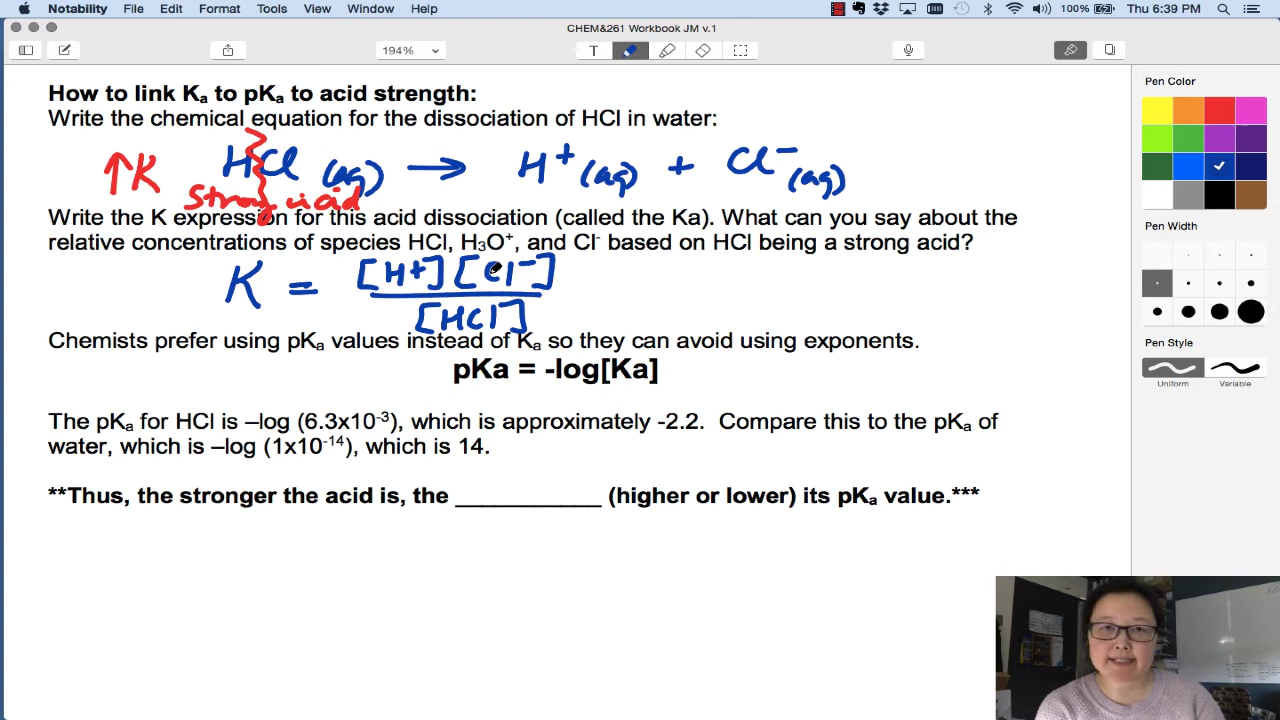 Notability File Edit Format Tools View Window Help 100% Thu 6:39 PM
CHEM&261 Workbook JM v.1
194% T
How to link Kₐ to pKₐ to acid strength:
Write the chemical equation for the dissociation of HCl in water:
↑K HCl (aq) → H⁺(aq) + Cl⁻(aq)
Strong acid
Write the K expression for this acid dissociation (called the Ka). What can you say about the
relative concentrations of species HCl, H₃O⁺, and Cl⁻ based on HCl being a strong acid?
K = [H+][Cl⁻]
[HCl]
Chemists prefer using pKₐ values instead of Kₐ so they can avoid using exponents.
pKa = -log[Ka]
The pKₐ for HCl is –log (6.3x10⁻³), which is approximately -2.2. Compare this to the pKₐ of
water, which is –log (1x10⁻¹⁴), which is 14.
**Thus, the stronger the acid is, the ___________ (higher or lower) its pKₐ value.***
Pen Color
Pen Width
Pen Style
Uniform Variable